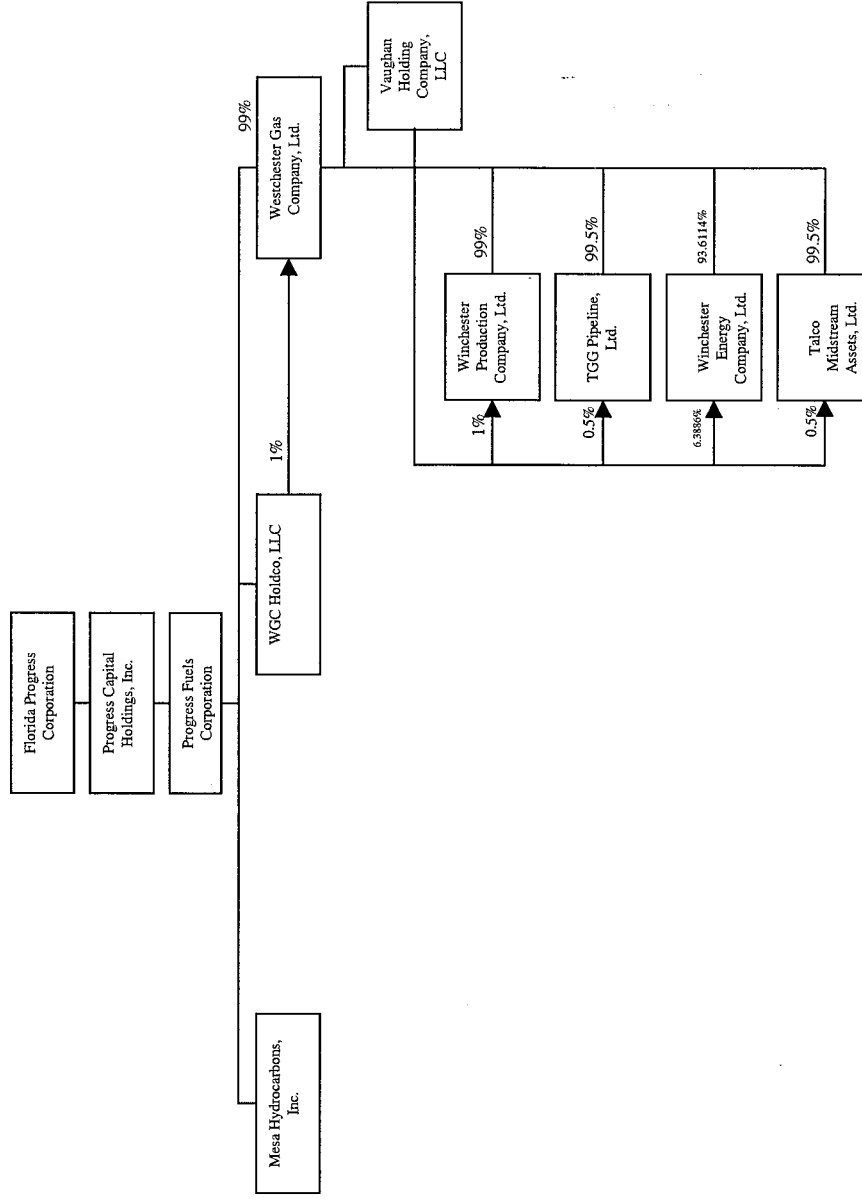 Florida Progress
Corporation
Progress Capital
Holdings, Inc.
Progress Fuels
Corporation
Mesa Hydrocarbons,
Inc.
WGC Holdco, LLC
1%
99%
Westchester Gas
Company, Ltd.
Vaughan
Holding
Company,
LLC
1%
Winchester
Production
Company, Ltd.
99%
0.5%
TGG Pipeline,
Ltd.
99.5%
6.3886%
Winchester
Energy
Company, Ltd.
93.6114%
0.5%
Talco
Midstream
Assets, Ltd.
99.5%